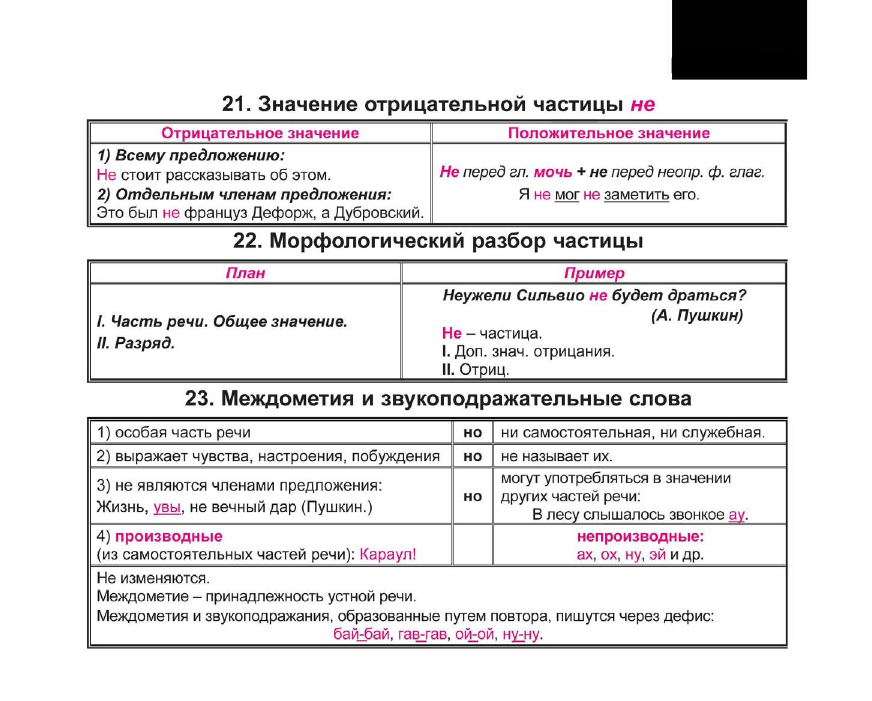 21. Значение отрицательной частицы не
Отрицательное значение
Положительное значение
1) Всему предложению:
Не стоит рассказывать об этом.
2) Отдельным членам предложения:
Это был не француз Дефорж, а Дубровский.
Не перед гл. мочь + не перед неопр. ф. глаг.
Я не мог не заметить его.
22. Морфологический разбор частицы
План
Пример
I. Часть речи. Общее значение.
II. Разряд.
Неужели Сильвио не будет драться?
(А. Пушкин)
Не – частица.
I. Доп. знач. отрицания.
II. Отриц.
23. Междометия и звукоподражательные слова
1) особая часть речи
но
ни самостоятельная, ни служебная.
2) выражает чувства, настроения, побуждения
но
не называет их.
3) не являются членами предложения:
Жизнь, увы, не вечный дар (Пушкин.)
но
могут употребляться в значении
других частей речи:
В лесу слышалось звонкое ау.
4) производные
(из самостоятельных частей речи): Караул!
непроизводные:
ах, ох, ну, эй и др.
Не изменяются.
Междометие – принадлежность устной речи.
Междометия и звукоподражания, образованные путем повтора, пишутся через дефис:
бай-бай, гав-гав, ой-ой, ну-ну.